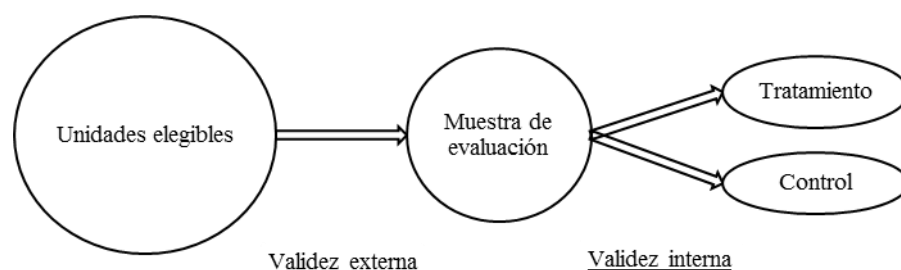 Unidades elegibles
Muestra de
evaluación
Tratamiento
Control
Validez externa
Validez interna